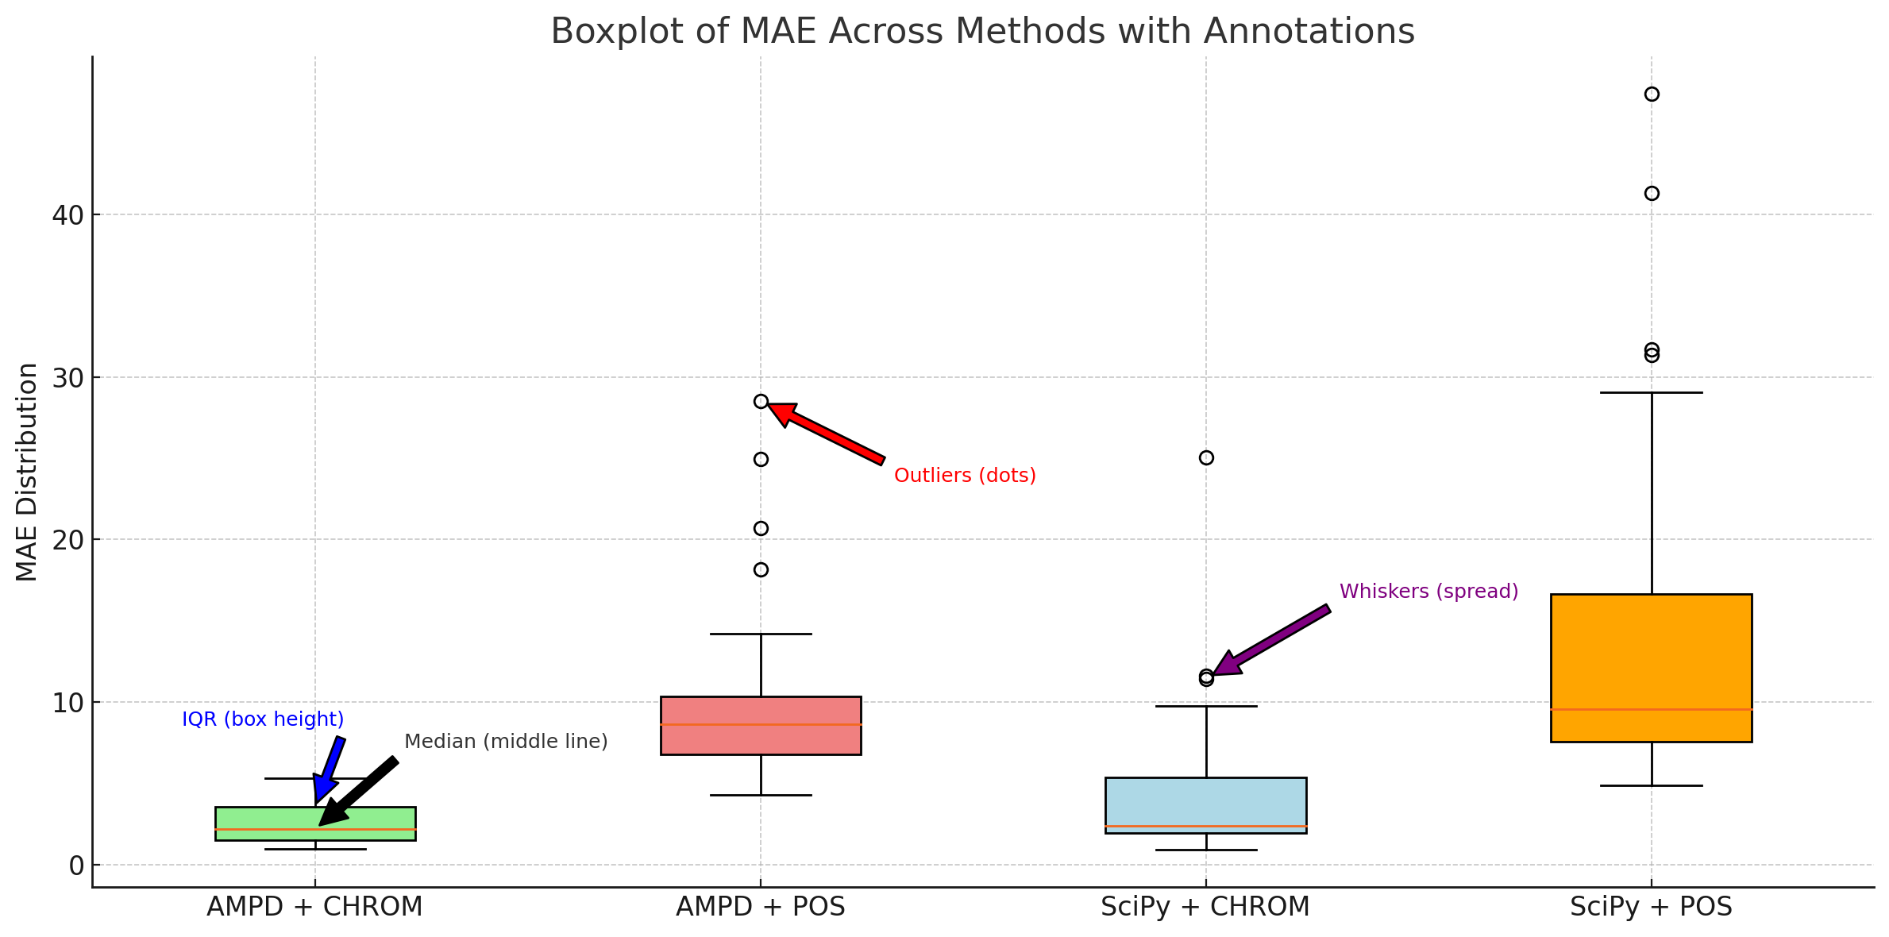 Boxplot of MAE Across Methods with Annotations
MAE Distribution
40
30
20
10
0
Outliers (dots)
Whiskers (spread)
IQR (box height)
Median (middle line)
AMPD + CHROM
AMPD + POS
SciPy + CHROM
SciPy + POS